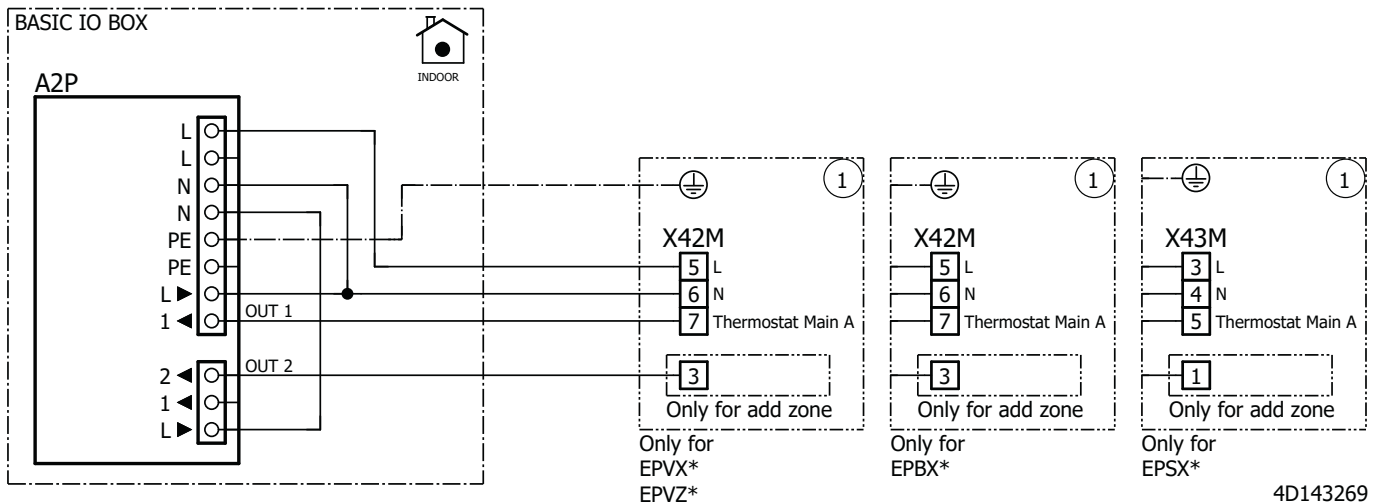 BASIC IO BOX
INDOOR
A2P
L
L
N
N
PE
PE
L ▶
1 ◀ OUT 1
2 ◀ OUT 2
1 ◀
L ▶
1
X42M
5 L
6 N
7 Thermostat Main A
3
Only for add zone
Only for
EPVX*
EPVZ*
1
X42M
5 L
6 N
7 Thermostat Main A
3
Only for add zone
Only for
EPBX*
1
X43M
3 L
4 N
5 Thermostat Main A
1
Only for add zone
Only for
EPSX*
4D143269